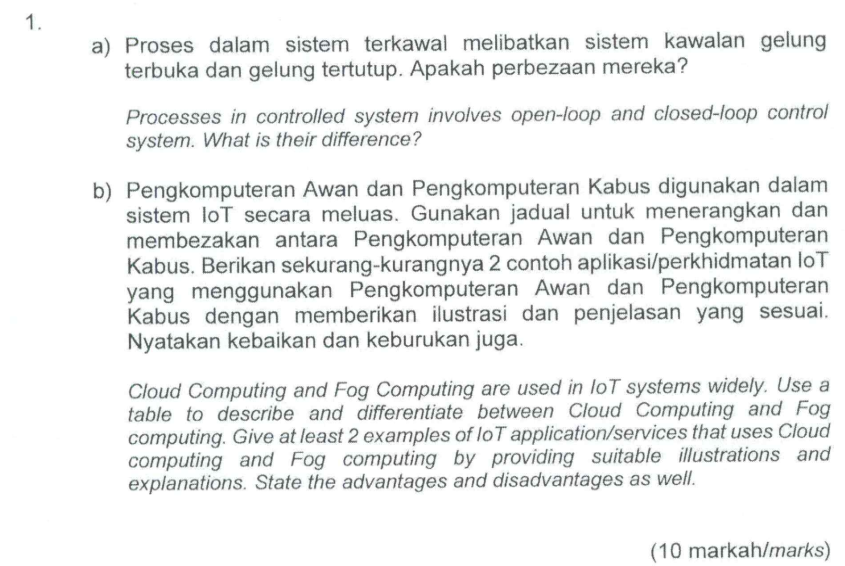 1.
a) Proses dalam sistem terkawal melibatkan sistem kawalan gelung
terbuka dan gelung tertutup. Apakah perbezaan mereka?
Processes in controlled system involves open-loop and closed-loop control
system. What is their difference?
b) Pengkomputeran Awan dan Pengkomputeran Kabus digunakan dalam
sistem IoT secara meluas. Gunakan jadual untuk menerangkan dan
membezakan antara Pengkomputeran Awan dan Pengkomputeran
Kabus. Berikan sekurang-kurangnya 2 contoh aplikasi/perkhidmatan IoT
yang menggunakan Pengkomputeran Awan dan Pengkomputeran
Kabus dengan memberikan ilustrasi dan penjelasan yang sesuai.
Nyatakan kebaikan dan keburukan juga.
Cloud Computing and Fog Computing are used in IoT systems widely. Use a
table to describe and differentiate between Cloud Computing and Fog
computing. Give at least 2 examples of IoT application/services that uses Cloud
computing and Fog computing by providing suitable illustrations and
explanations. State the advantages and disadvantages as well.
(10 markah/marks)